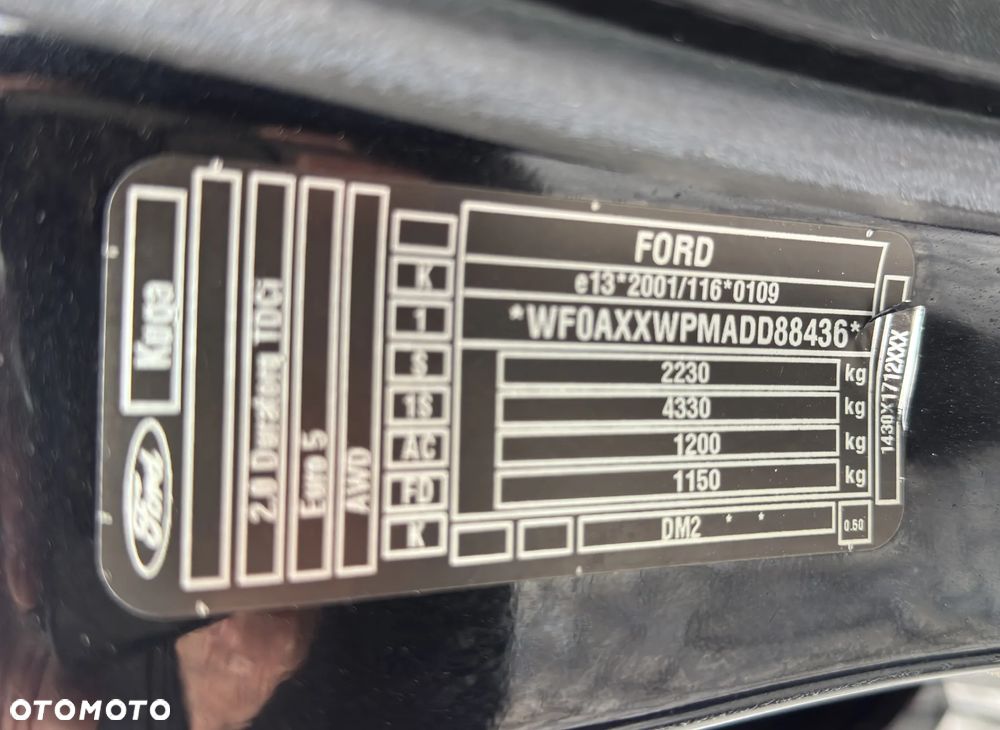 FORD
e13*2001/116*0109
*WF0AXXWPMADD88436*
2230 kg
4330 kg
1200 kg
1150 kg
DM2 * *
0.50
1430X1712XXX
K
1
S
1S
AC
FD
K
Kuga
Ford
2.0 Duratorq TDCi
Euro 5
AWD
OTOMOTO